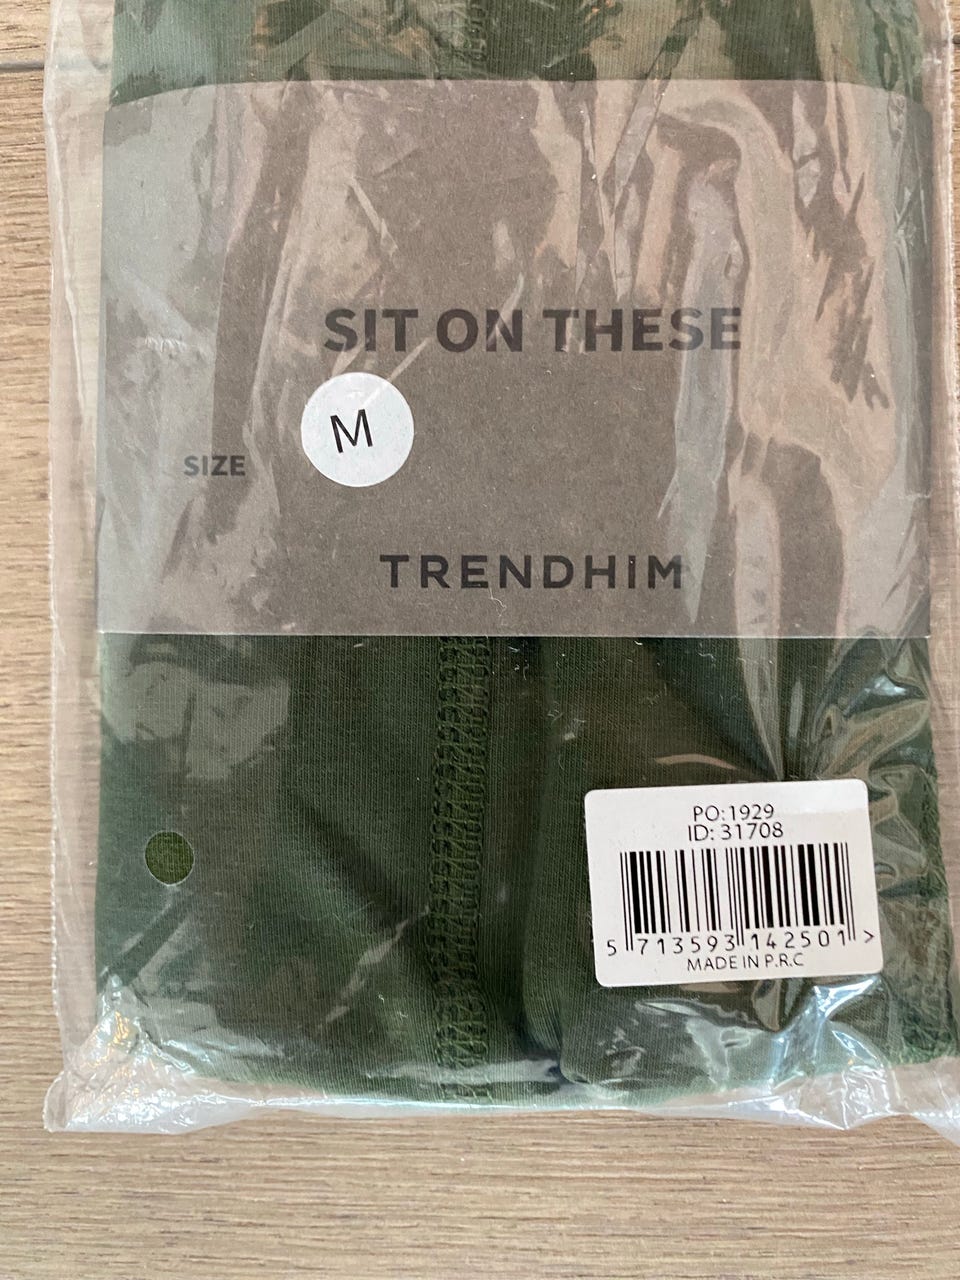 SIT ON THESE
M
SIZE
TRENDHIM
PO:1929
ID: 31708
5 713593 142501 >
MADE IN P.R.C